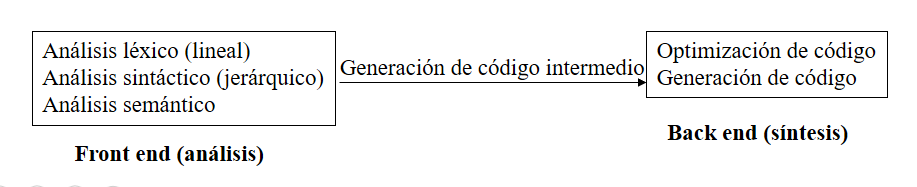 Análisis léxico (lineal)
Análisis sintáctico (jerárquico)
Análisis semántico
Front end (análisis)
Generación de código intermedio
Optimización de código
Generación de código
Back end (síntesis)